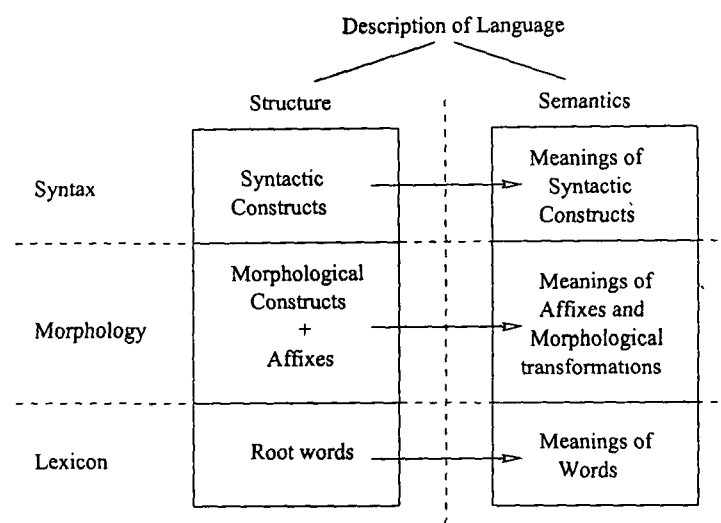 Description of Language
Structure
Semantics
Syntax
Syntactic
Constructs
Meanings of
Syntactic
Constructs
Morphology
Morphological
Constructs
+
Affixes
Meanings of
Affixes and
Morphological
transformations
Lexicon
Root words
Meanings of
Words